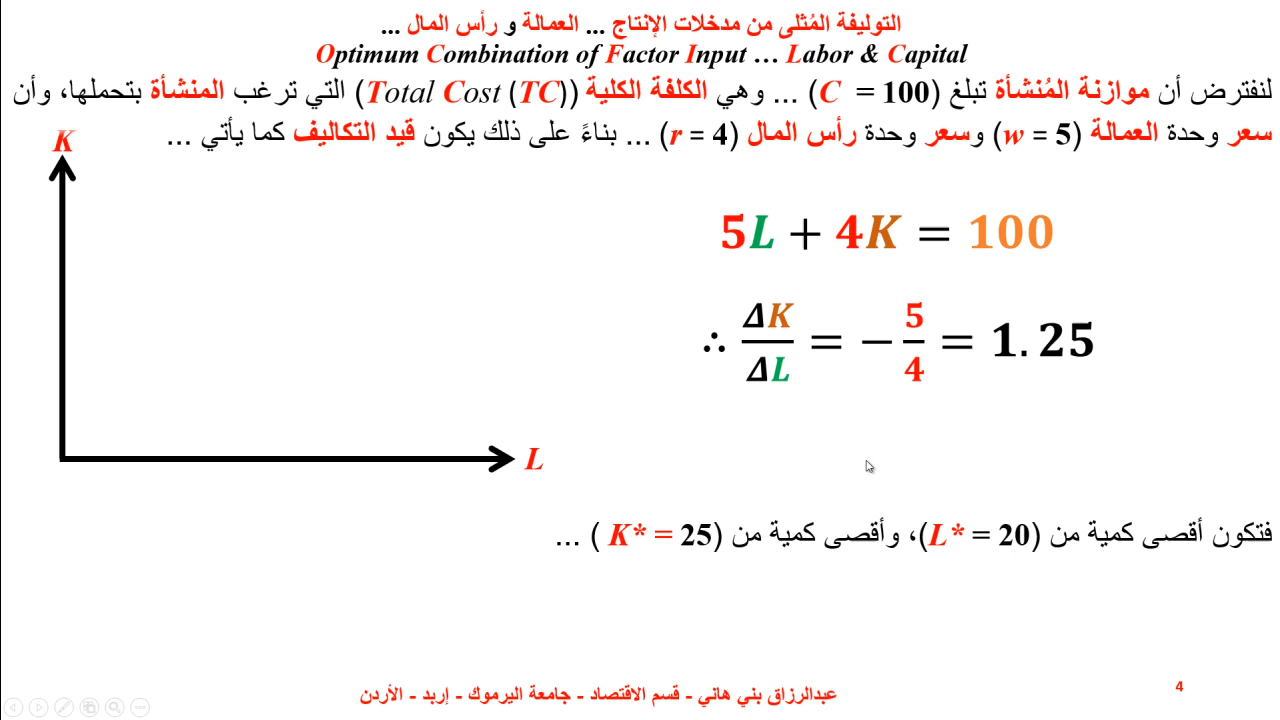 التوليفة المُثلى من مدخلات الإنتاج ... العمالة و رأس المال ...
Optimum Combination of Factor Input … Labor & Capital
لنفترض أن موازنة المُنشأة تبلغ (C = 100) ... وهي الكلفة الكلية (Total Cost (TC)) التي ترغب المنشأة بتحملها، وأن
سعر وحدة العمالة (w = 5) وسعر وحدة رأس المال (r = 4) ... بناءً على ذلك يكون قيد التكاليف كما يأتي ...
K
5L + 4K = 100
∴ ΔK/ΔL = − 5/4 = 1.25
L
فتكون أقصى كمية من (L* = 20)، وأقصى كمية من (K* = 25 ) ...
عبدالرزاق بني هاني - قسم الاقتصاد - جامعة اليرموك - إربد - الأردن
4